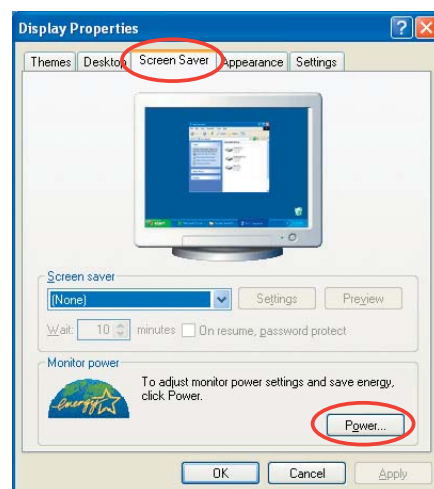 Display Properties
Themes Desktop Screen Saver Appearance Settings
Screen saver
(None) Settings Preview
Wait: 10 minutes On resume, password protect
Monitor power
To adjust monitor power settings and save energy,
click Power.
energy
Power...
OK Cancel Apply